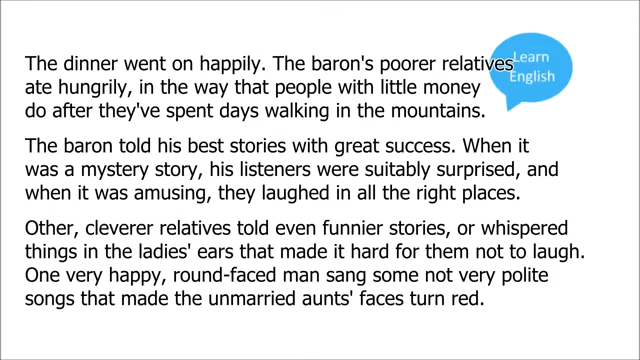 The dinner went on happily. The baron's poorer relatives
ate hungrily, in the way that people with little money
do after they've spent days walking in the mountains.
The baron told his best stories with great success. When it
was a mystery story, his listeners were suitably surprised, and
when it was amusing, they laughed in all the right places.
Other, cleverer relatives told even funnier stories, or whispered
things in the ladies' ears that made it hard for them not to laugh.
One very happy, round-faced man sang some not very polite
songs that made the unmarried aunts' faces turn red.
Learn
English